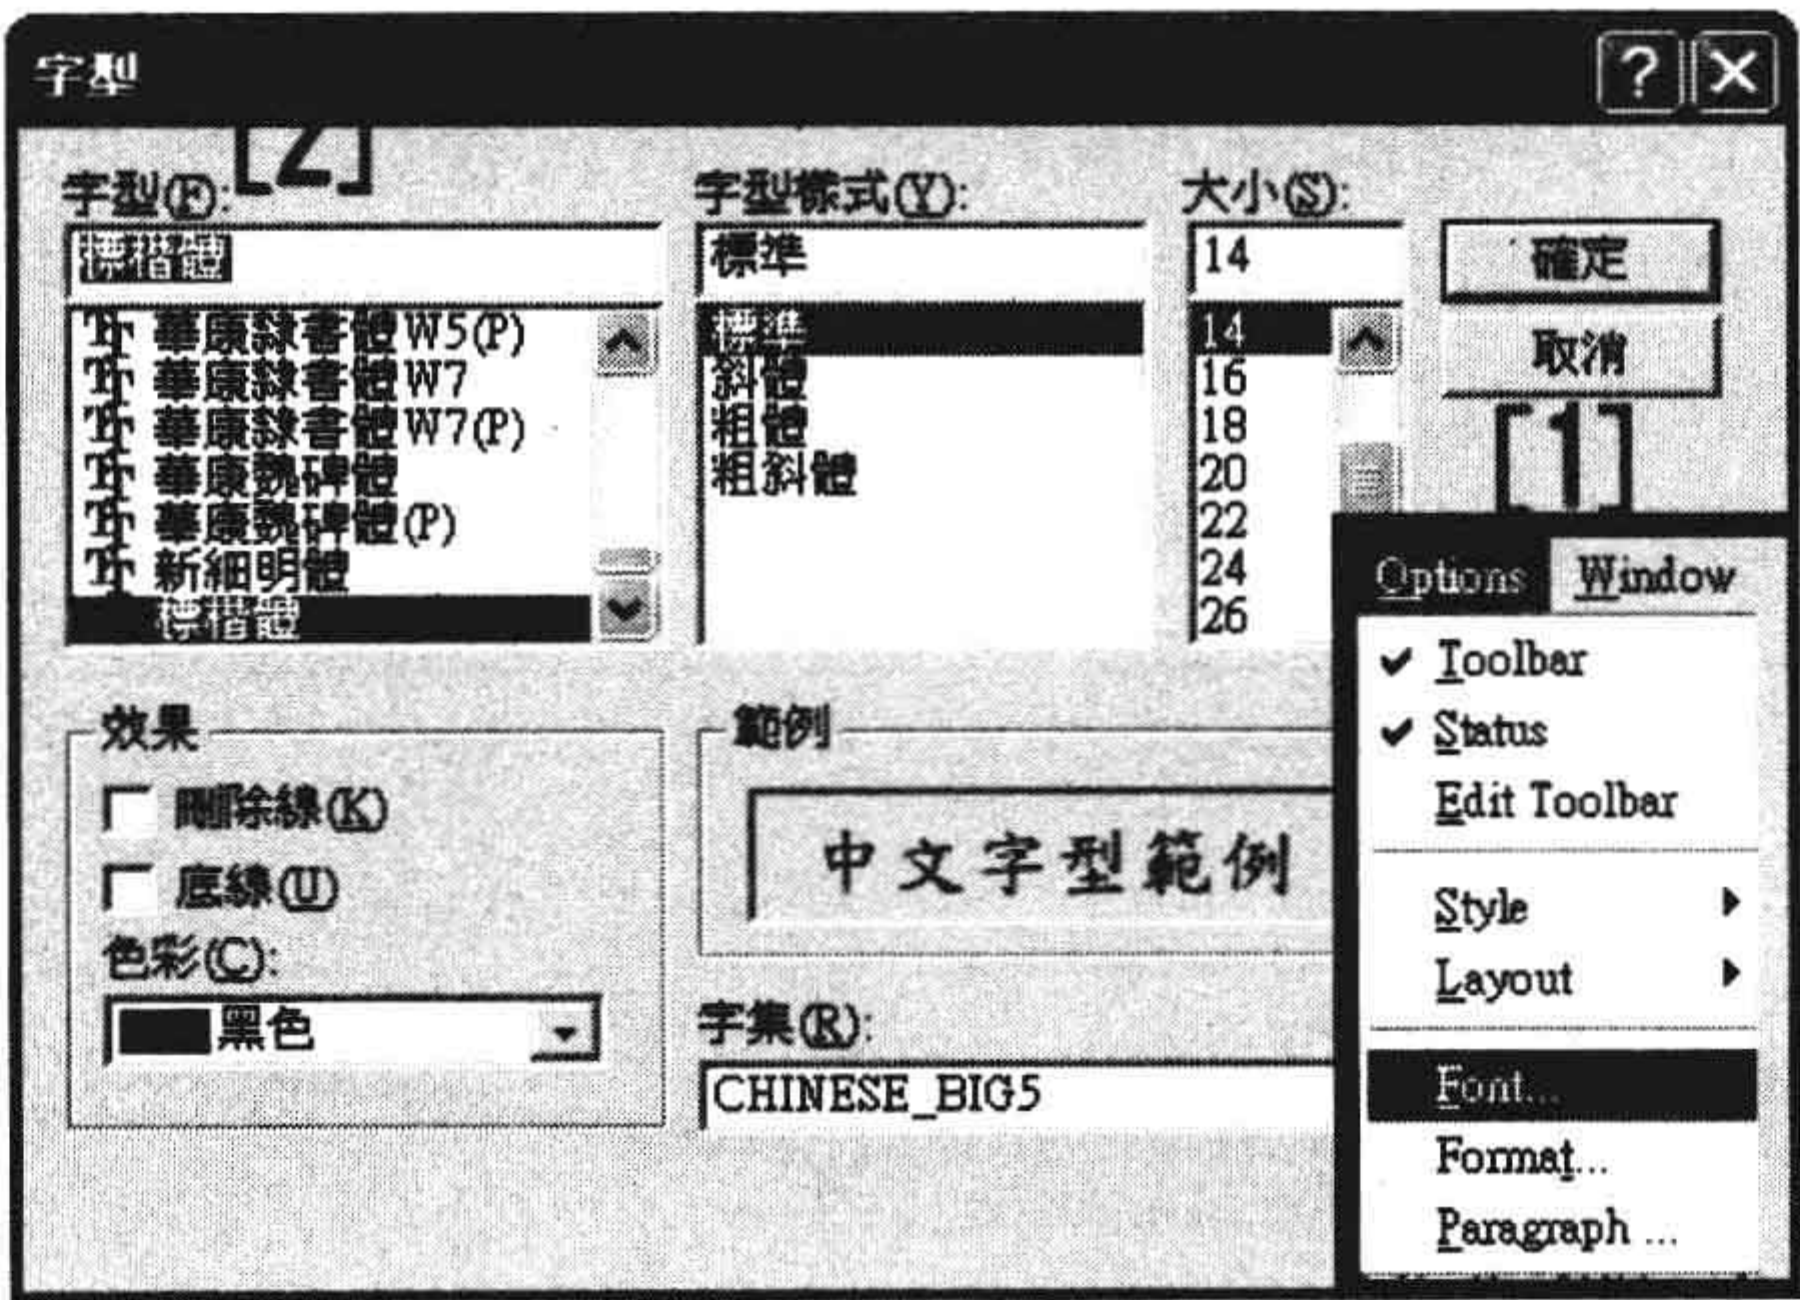 字型
[2]
字型(F):
標楷體
華康隸書體W5(P)
華康隸書體W7
華康隸書體W7(P)
華康魏碑體
華康魏碑體(P)
新細明體
標楷體
字型樣式(Y):
標準
標準
斜體
粗體
粗斜體
大小(S):
14
14
16
18
20
22
24
26
確定
取消
[1]
效果
刪除線(K)
底線(U)
色彩(C):
黑色
範例
中文字型範例
字集(R):
CHINESE_BIG5
Options Window
Toolbar
Status
Edit Toolbar
Style
Layout
Font...
Format...
Paragraph ...